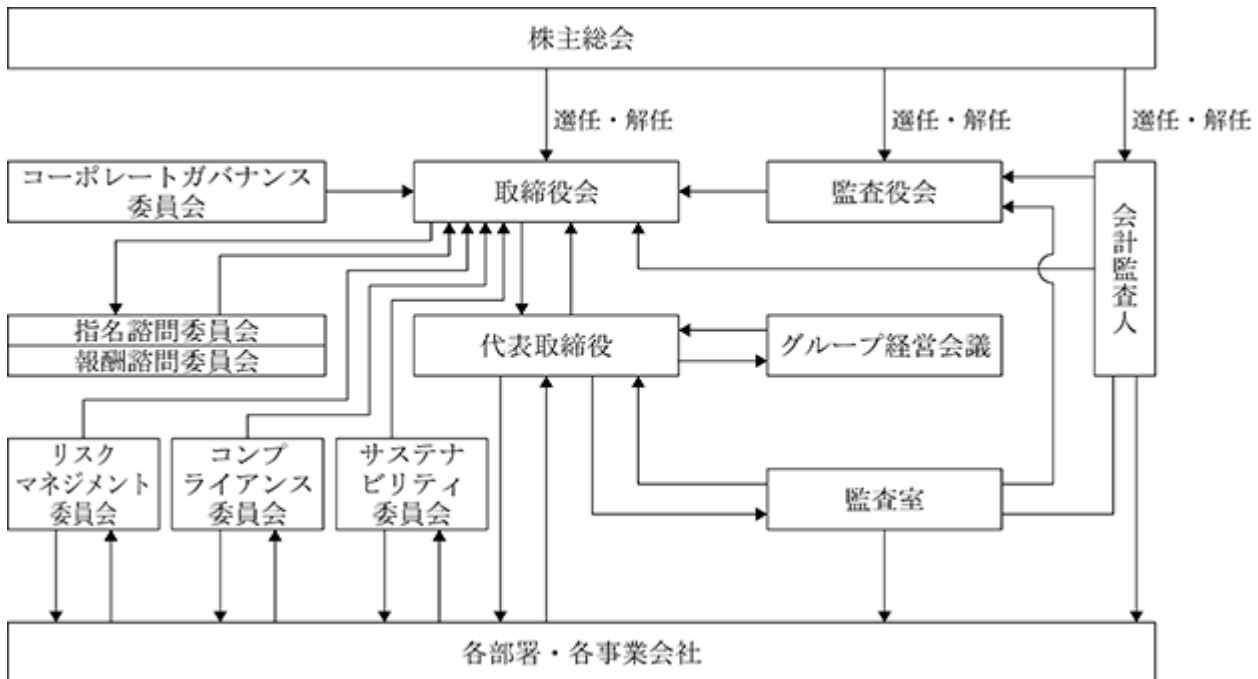 株主総会
選任・解任
選任・解任
選任・解任
コーポレートガバナンス
委員会
取締役会
監査役会
会計監査人
指名諮問委員会
報酬諮問委員会
代表取締役
グループ経営会議
リスク
マネジメント
委員会
コンプ
ライアンス
委員会
サステナ
ビリティ
委員会
監査室
各部署・各事業会社